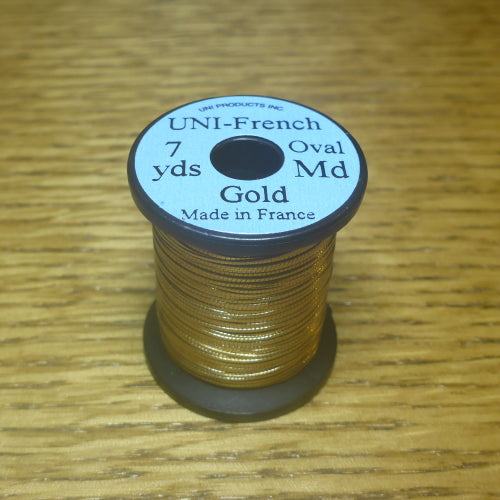 UNI PRODUCTS INC
UNI-French
7 yds
Oval Md
Gold
Made in France